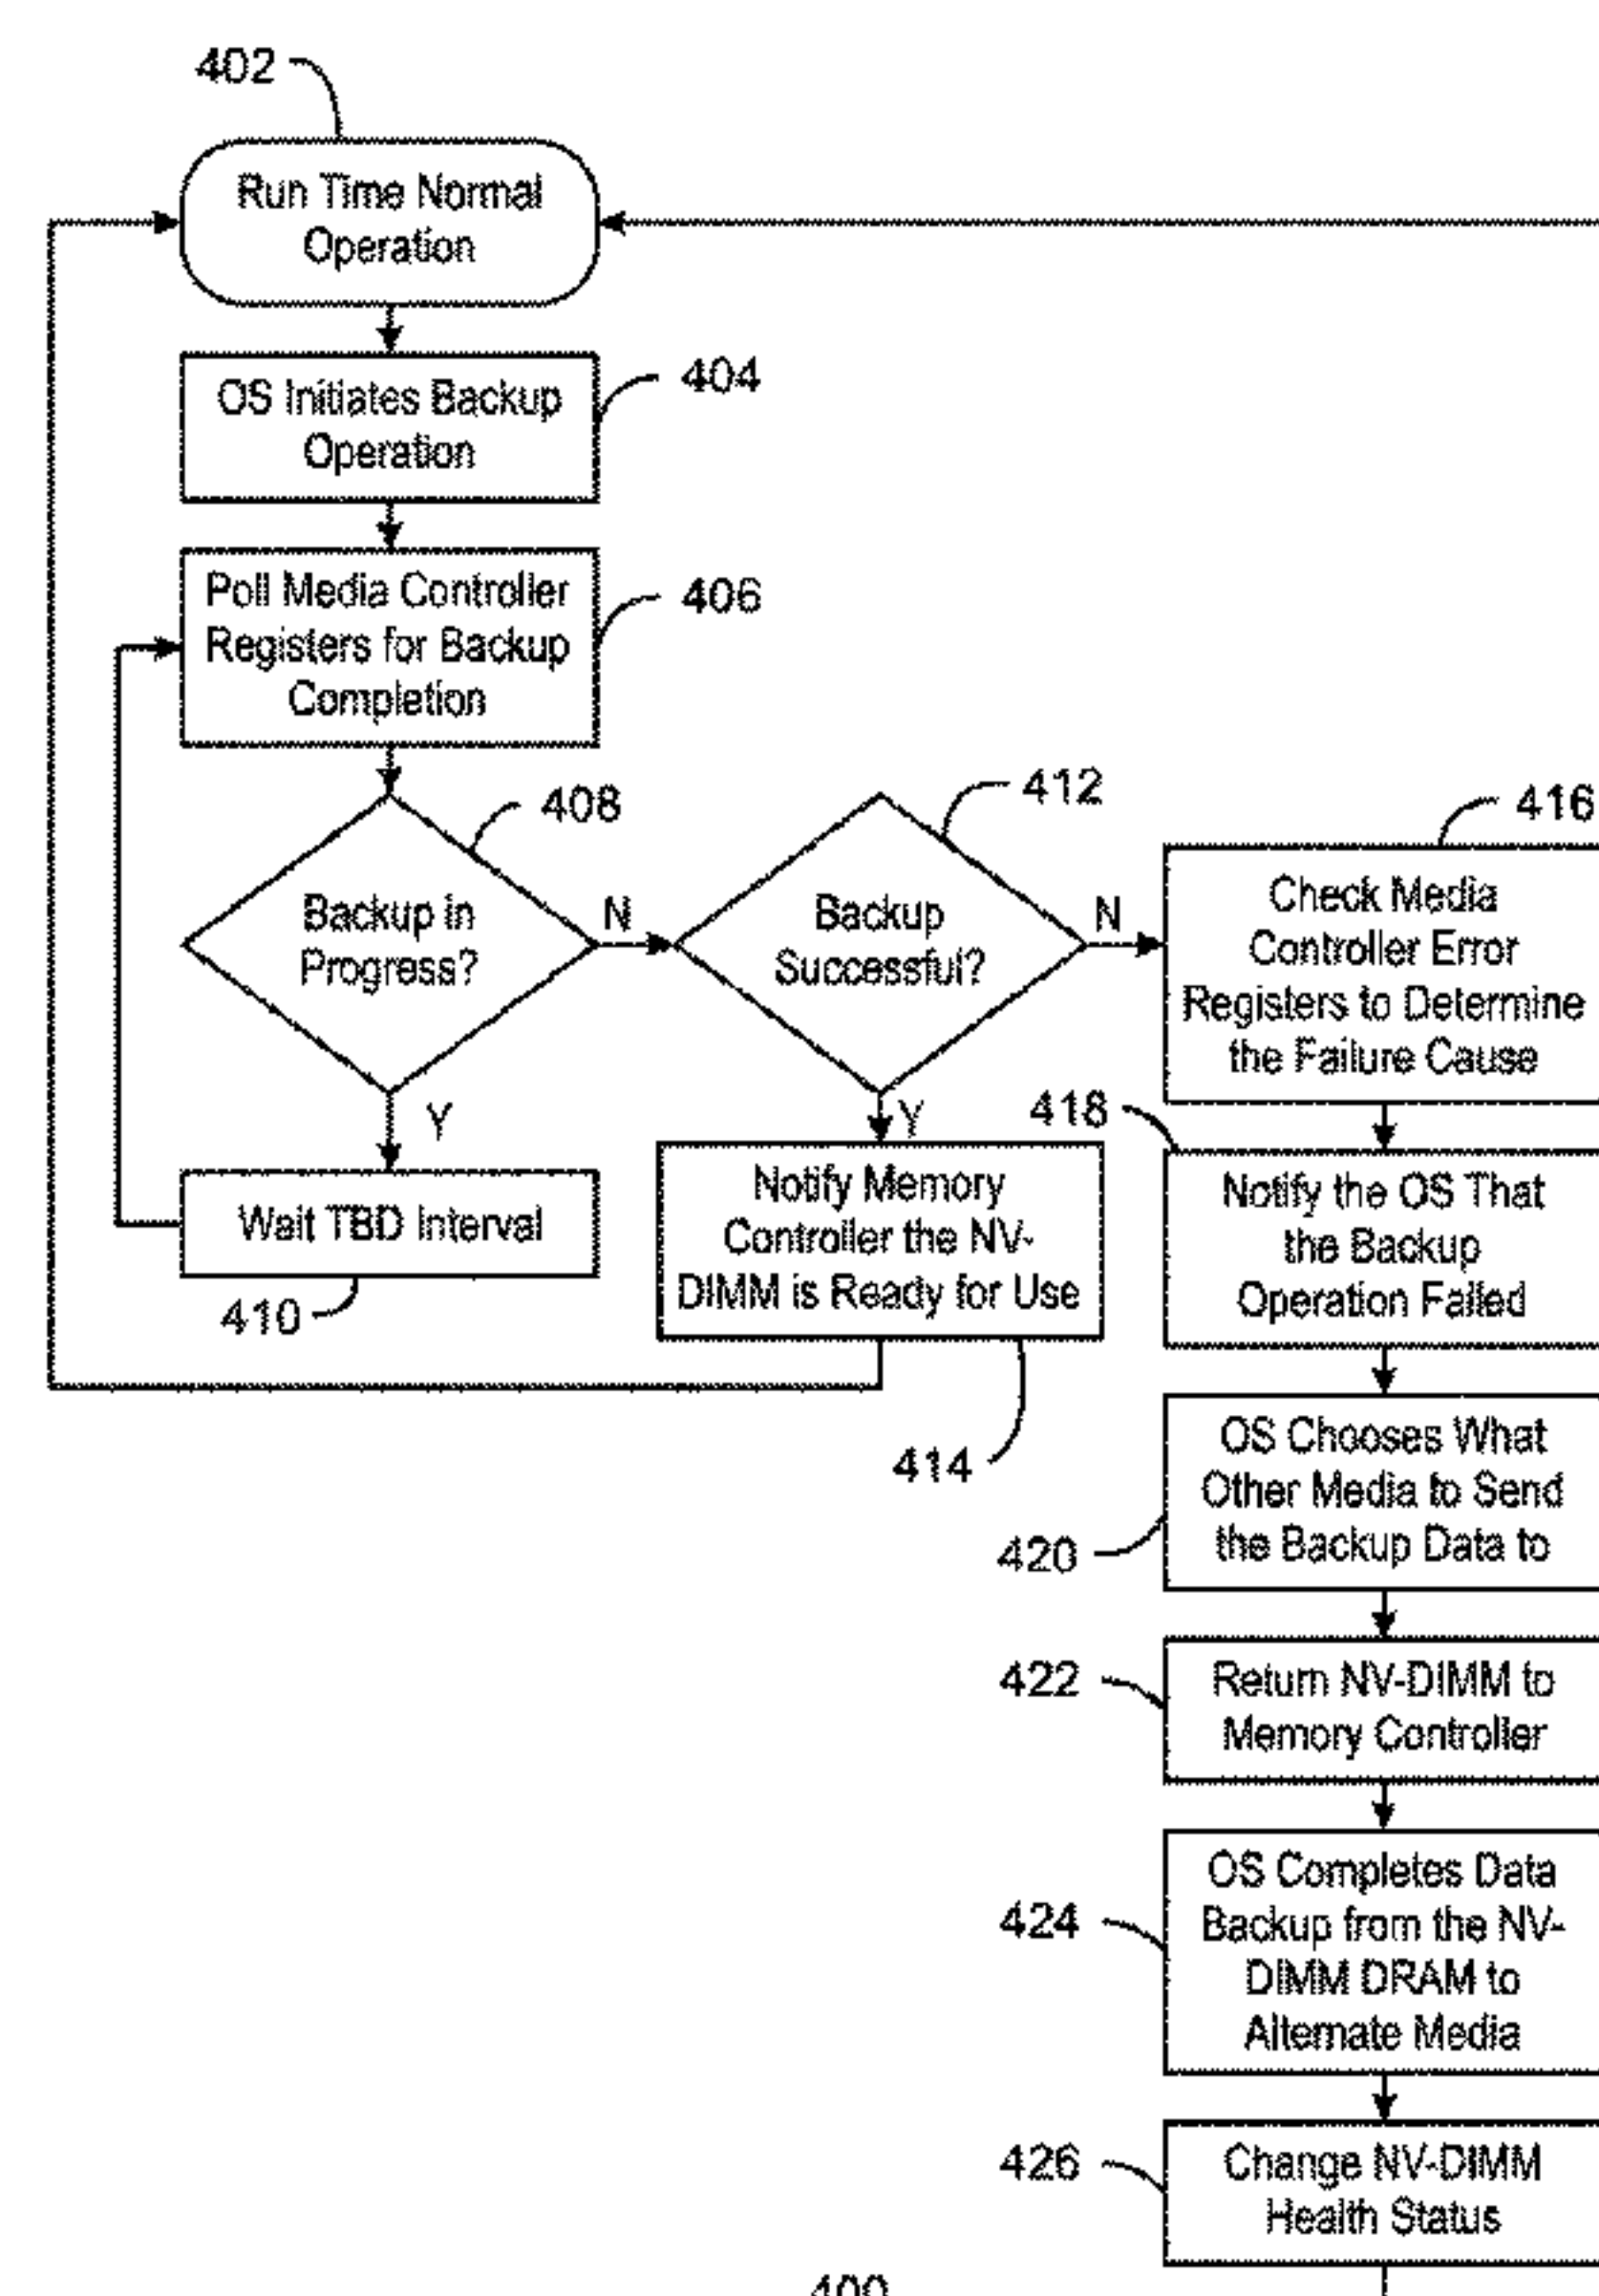 402
Run Time Normal
Operation
OS Initiates Backup
Operation
404
Poll Media Controller
Registers for Backup
Completion
406
Backup in
Progress?
408
N
Y
Wait TBD Interval
410
Backup
Successful?
412
N
Y
Notify Memory
Controller the NV-
DIMM is Ready for Use
414
416
Check Media
Controller Error
Registers to Determine
the Failure Cause
418
Notify the OS That
the Backup
Operation Failed
OS Chooses What
Other Media to Send
the Backup Data to
420
422
Return NV-DIMM to
Memory Controller
424
OS Completes Data
Backup from the NV-
DIMM DRAM to
Alternate Media
426
Change NV-DIMM
Health Status
400